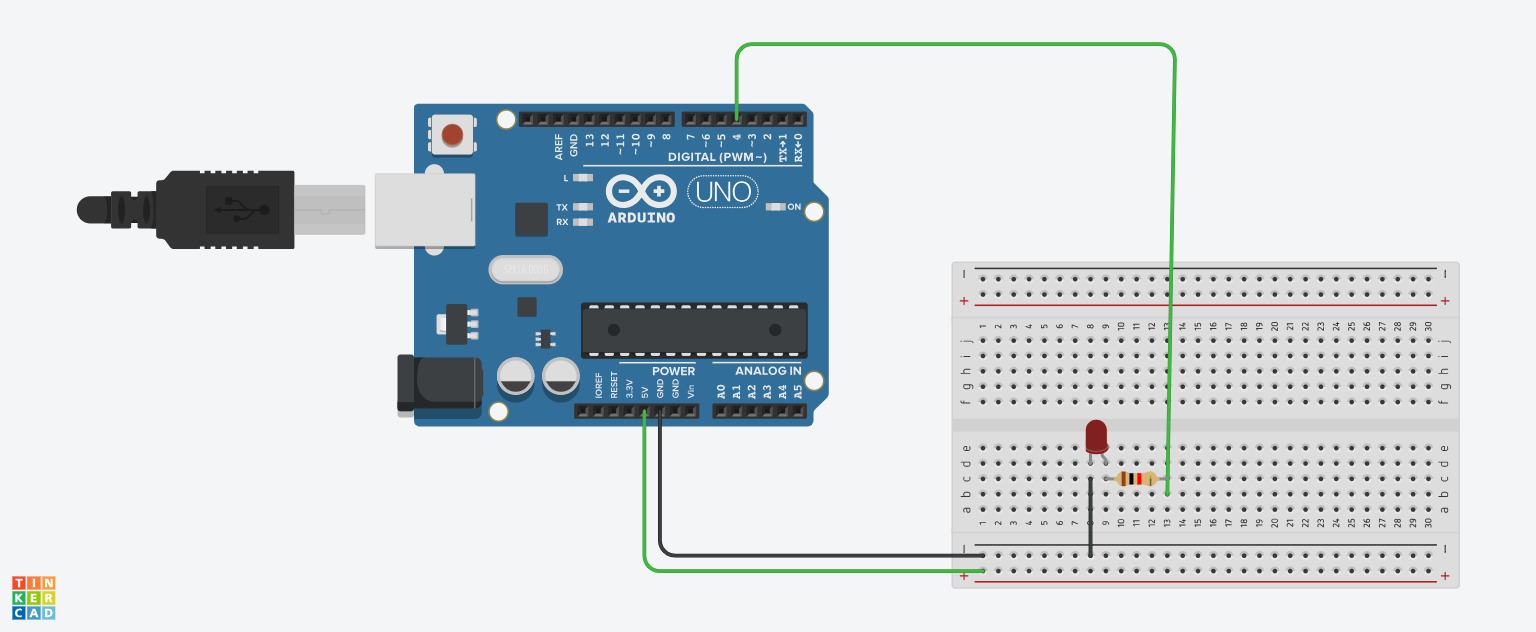 AREF
GND
13
12
~11
~10
~9
8
7
~6
~5
4
~3
2
TX→1
RX←0
DIGITAL (PWM~)
L
TX
RX
UNO
ARDUINO
ON
POWER
ANALOG IN
IOREF
RESET
3.3V
5V
GND
GND
Vin
A0
A1
A2
A3
A4
A5
1 2 3 4 5 6 7 8 9 10 11 12 13 14 15 16 17 18 19 20 21 22 23 24 25 26 27 28 29 30
j j
i i
h h
g g
f f
e e
d d
c c
b b
a a
1 2 3 4 5 6 7 8 9 10 11 12 13 14 15 16 17 18 19 20 21 22 23 24 25 26 27 28 29 30
TIN
KER
CAD